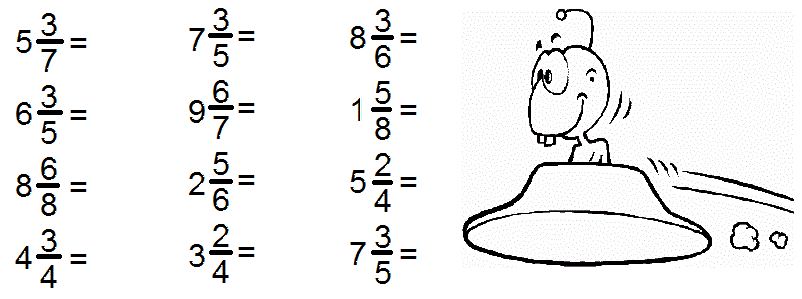 5 3/7 = 7 3/5 = 8 3/6 =
6 3/5 = 9 6/7 = 1 5/8 =
8 6/8 = 2 5/6 = 5 2/4 =
4 3/4 = 3 2/4 = 7 3/5 =